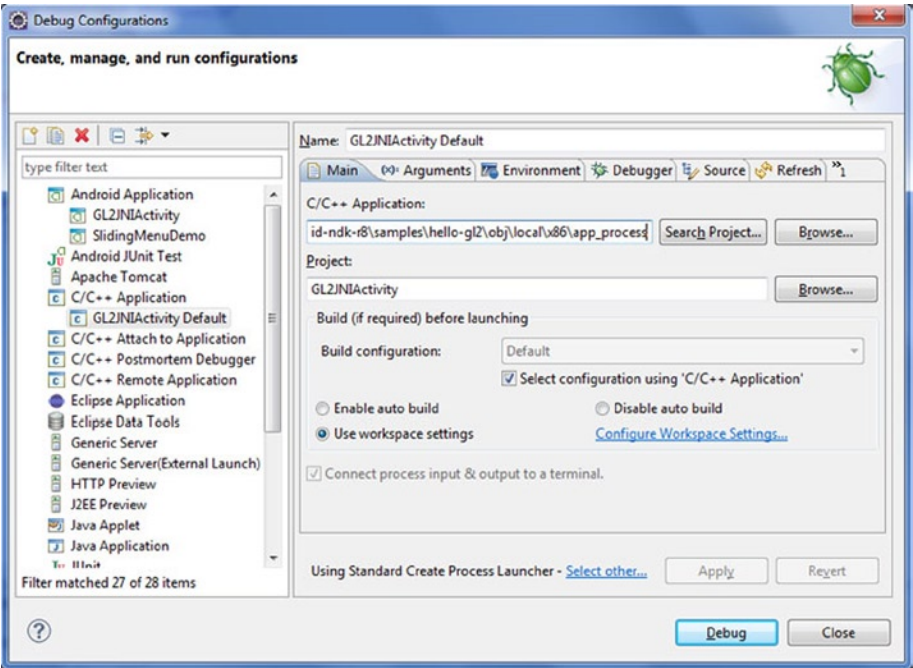 Debug Configurations
Create, manage, and run configurations
type filter text
Android Application
GL2JNIActivity
SlidingMenuDemo
Android JUnit Test
Apache Tomcat
C/C++ Application
GL2JNIActivity Default
C/C++ Attach to Application
C/C++ Postmortem Debugger
C/C++ Remote Application
Eclipse Application
Eclipse Data Tools
Generic Server
Generic Server(External Launch)
HTTP Preview
J2EE Preview
Java Applet
Java Application
Filter matched 27 of 28 items
Name: GL2JNIActivity Default
Main Arguments Environment Debugger Source Refresh »1
C/C++ Application:
id-ndk-r8\samples\hello-gl2\obj\local\x86\app_process Search Project... Browse...
Project:
GL2JNIActivity Browse...
Build (if required) before launching
Build configuration: Default
Select configuration using 'C/C++ Application'
Enable auto build Disable auto build
Use workspace settings Configure Workspace Settings...
Connect process input & output to a terminal.
Using Standard Create Process Launcher - Select other... Apply Revert
? Debug Close